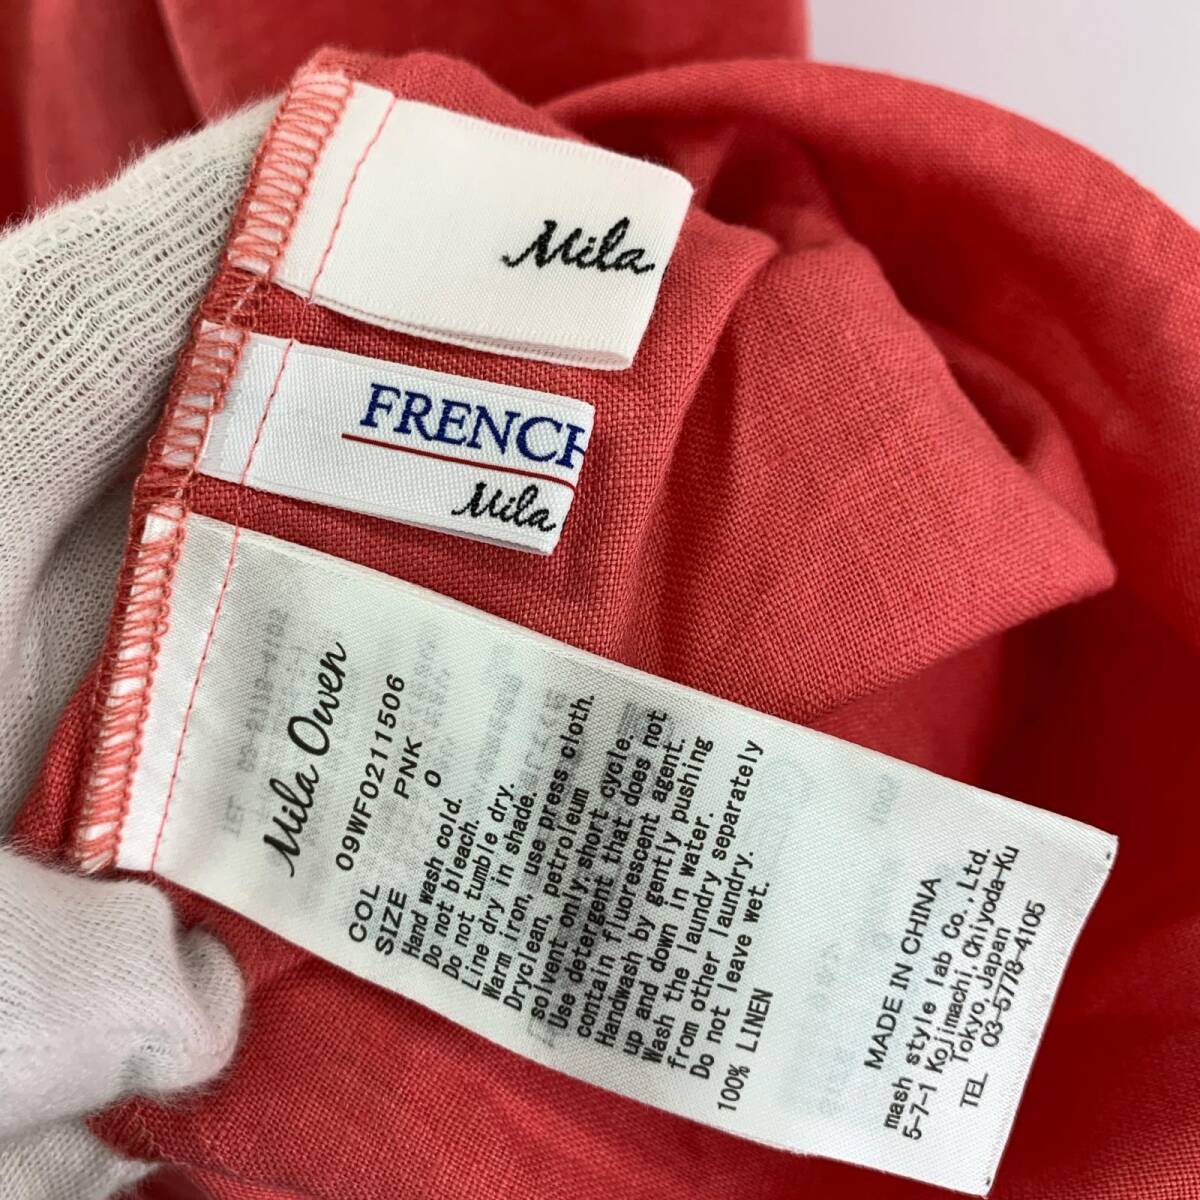 Mila
FRENCH
Mila
Mila Owen
09WF0211506
COL PNK
SIZE 0
Hand wash cold.
Do not bleach.
Do not tumble dry.
Line dry in shade.
Warm iron, use press cloth.
Dryclean, petroleum
solvent only, short cycle.
Use detergent that does not
contain fluorescent agent.
Handwash by gently pushing
up and down in water.
Wash the laundry separately
from other laundry.
Do not leave wet.
100% LINEN
MADE IN CHINA
mash style lab Co.,Ltd.
5-7-1 Kojimachi,Chiyoda-Ku
Tokyo,Japan
TEL 03-5778-4105